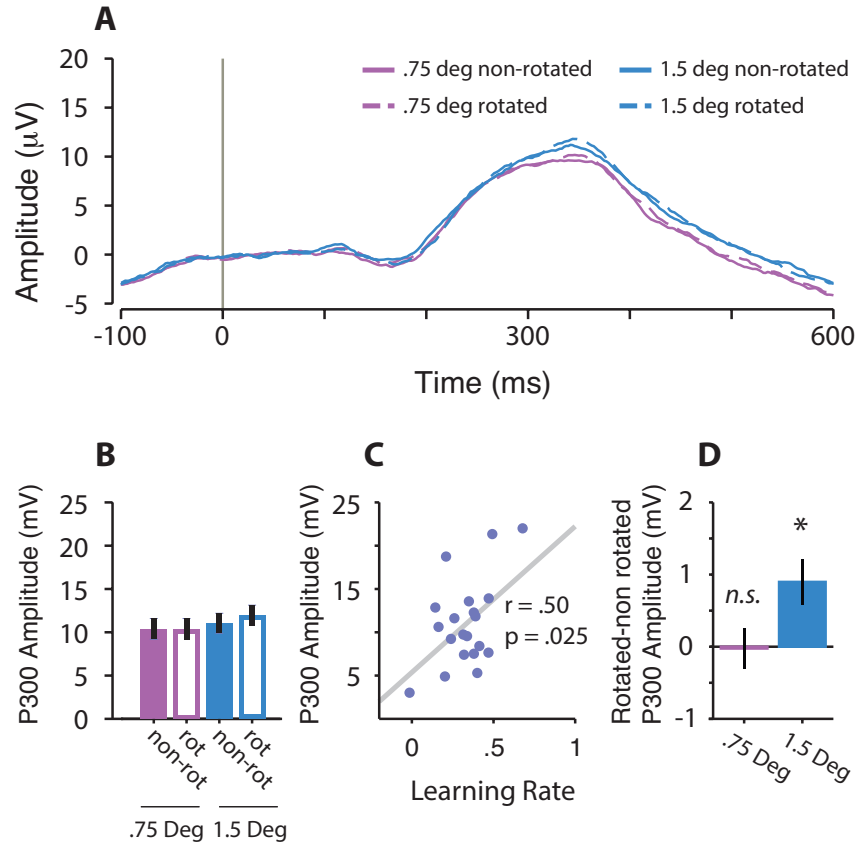 A
.75 deg non-rotated
1.5 deg non-rotated
.75 deg rotated
1.5 deg rotated
Amplitude (μV)
20
15
10
5
0
-5
-100
0
300
600
Time (ms)
B
P300 Amplitude (mV)
25
20
15
10
5
0
non-rot
rot
non-rot
rot
.75 Deg
1.5 Deg
C
P300 Amplitude (mV)
25
15
5
r = .50
p = .025
0
.5
1
Learning Rate
D
Rotated-non rotated
P300 Amplitude (mV)
2
1
0
-1
n.s.
*
.75 Deg
1.5 Deg